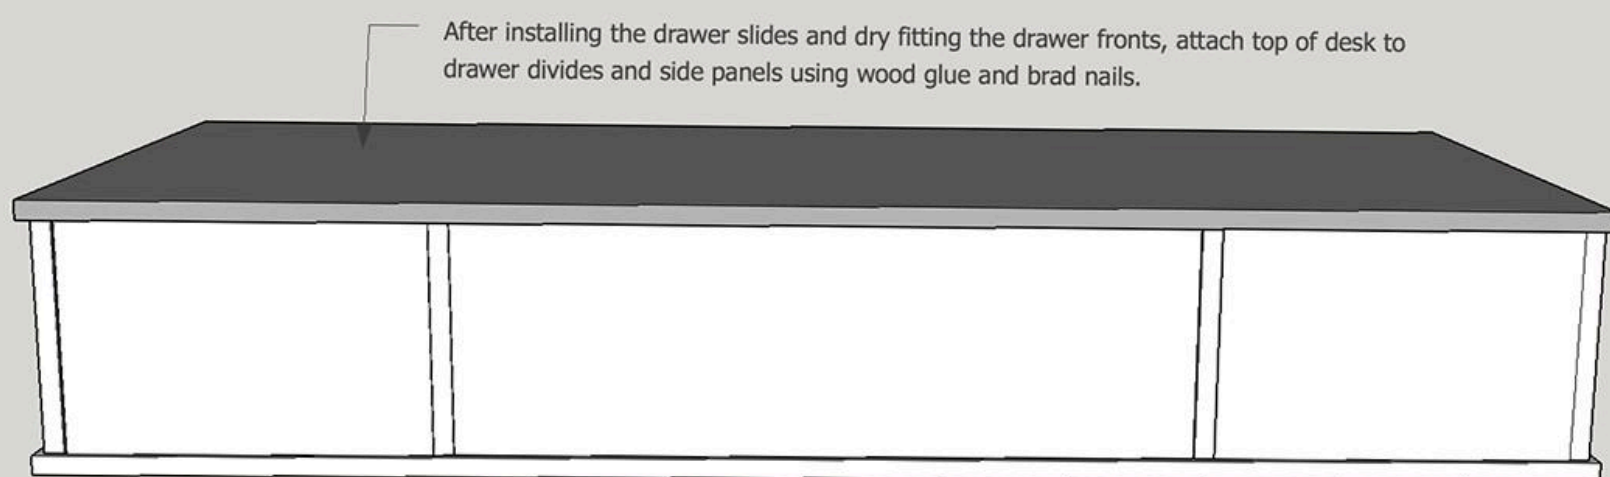 After installing the drawer slides and dry fitting the drawer fronts, attach top of desk to
drawer divides and side panels using wood glue and brad nails.